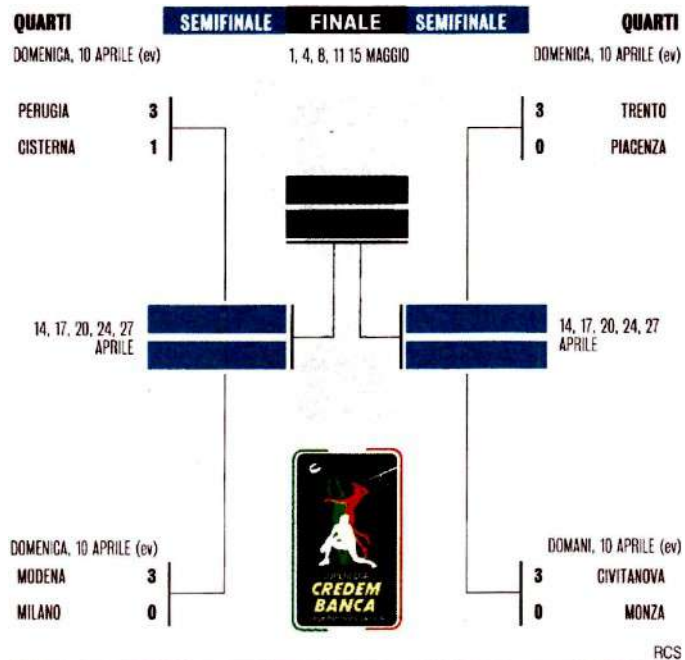 QUARTI SEMIFINALE FINALE SEMIFINALE QUARTI
DOMENICA, 10 APRILE (ev) 1, 4, 8, 11 15 MAGGIO DOMENICA, 10 APRILE (ev)
PERUGIA 3 3 TRENTO
CISTERNA 1 0 PIACENZA
14, 17, 20, 24, 27 14, 17, 20, 24, 27
APRILE APRILE
DOMENICA, 10 APRILE (ev) DOMANI, 10 APRILE (ev)
MODENA 3 3 CIVITANOVA
MILANO 0 0 MONZA
CREDEM
BANCA
RCS